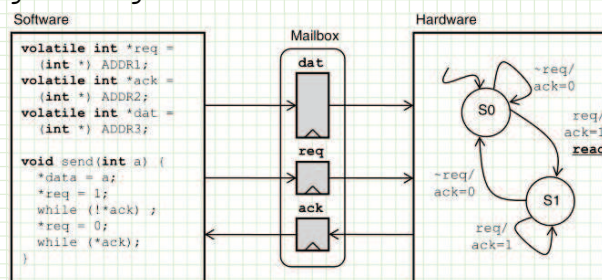 Software
volatile int *req =
(int *) ADDR1;
volatile int *ack =
(int *) ADDR2;
volatile int *dat =
(int *) ADDR3;
void send(int a) {
*data = a;
*req = 1;
while (!*ack) ;
*req = 0;
while (*ack);
}
Mailbox
dat
req
ack
Hardware
~req/
ack=0
S0
req/
ack=1
~req/
ack=0
S1
req/
ack=1